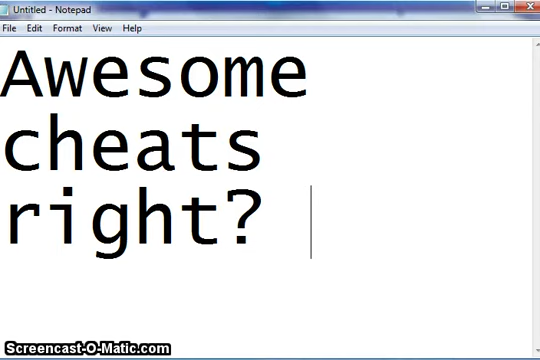 Untitled - Notepad
File Edit Format View Help
Awesome
cheats
right?
Screencast-O-Matic.com